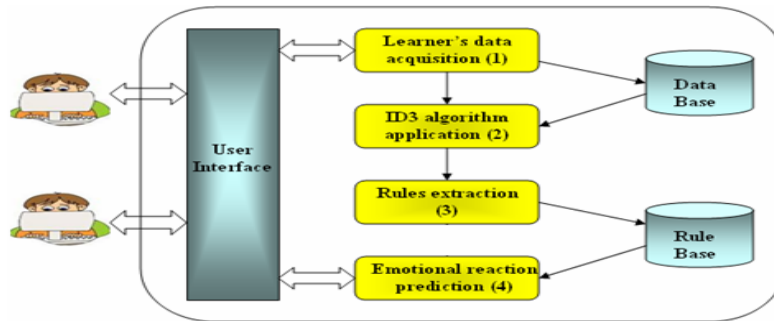 Learner's data
acquisition (1)
Data
Base
ID3 algorithm
application (2)
User
Interface
Rules extraction
(3)
Rule
Base
Emotional reaction
prediction (4)